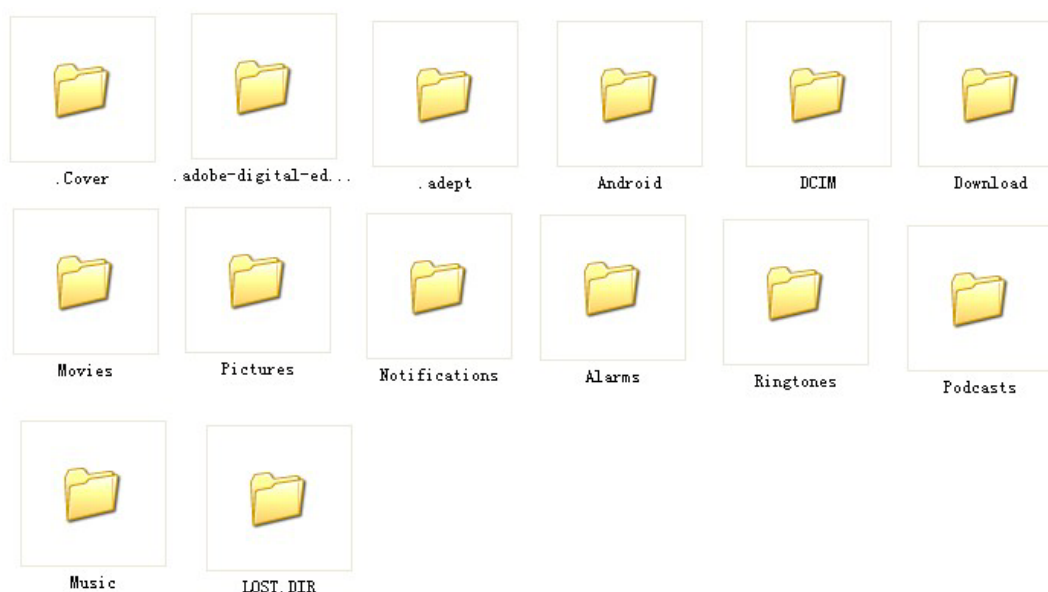 .Cover
.adobe-digital-ed...
.adept
Android
DCIM
Download
Movies
Pictures
Notifications
Alarms
Ringtones
Podcasts
Music
LOST.DIR